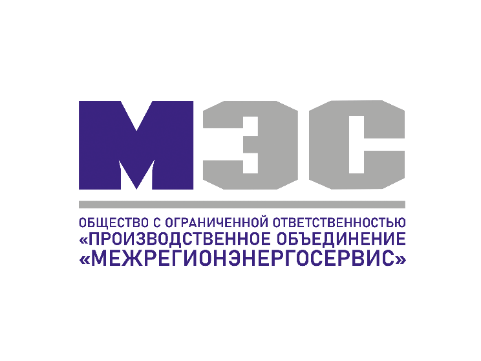 МЭС
ОБЩЕСТВО С ОГРАНИЧЕННОЙ ОТВЕТСТВЕННОСТЬЮ
«ПРОИЗВОДСТВЕННОЕ ОБЪЕДИНЕНИЕ
«МЕЖРЕГИОНЭНЕРГОСЕРВИС»